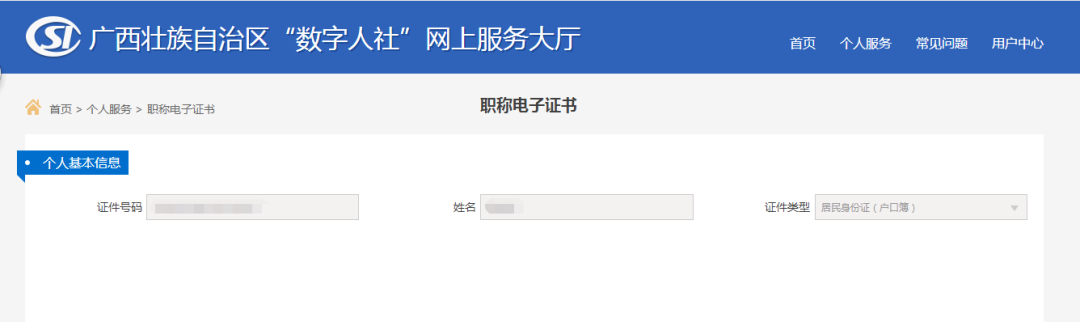 广西壮族自治区“数字人社”网上服务大厅
首页 个人服务 常见问题 用户中心
首页 > 个人服务 > 职称电子证书
职称电子证书
个人基本信息
证件号码 姓名 证件类型 居民身份证（户口簿）